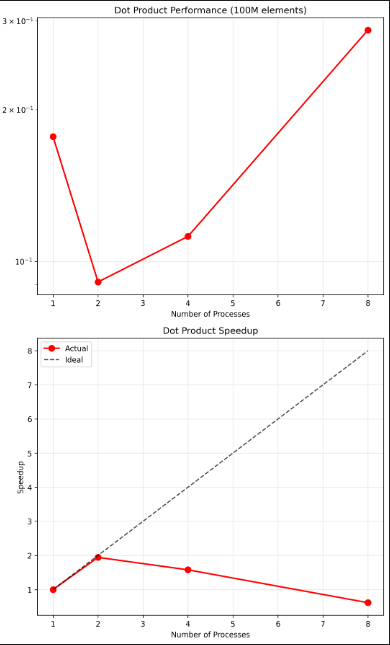 Dot Product Performance (100M elements)
3 × 10⁻¹
2 × 10⁻¹
10⁻¹
1 2 3 4 5 6 7 8
Number of Processes
Dot Product Speedup
Actual
Ideal
8
7
6
5
4
3
2
1
Speedup
1 2 3 4 5 6 7 8
Number of Processes